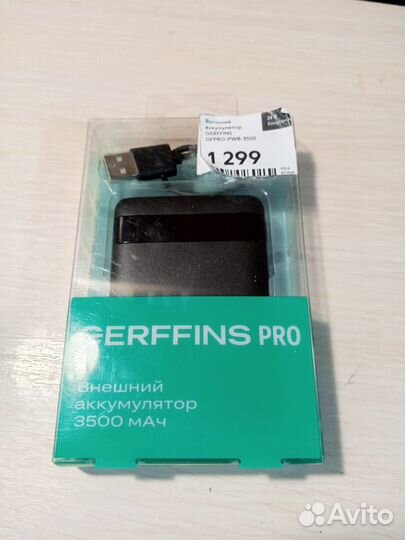 Внешний
аккумулятор
GERFFINS
GFPRO-PWB-3500
1 299
GERFFINS PRO
Внешний
аккумулятор
3500 мАч
Avito